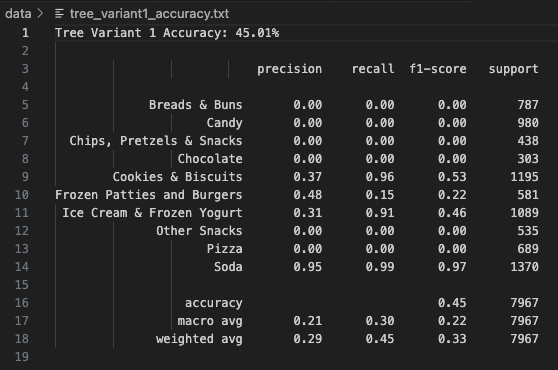 data > tree_variant1_accuracy.txt
1 Tree Variant 1 Accuracy: 45.01%
2
3 precision recall f1-score support
4
5 Breads & Buns 0.00 0.00 0.00 787
6 Candy 0.00 0.00 0.00 980
7 Chips, Pretzels & Snacks 0.00 0.00 0.00 438
8 Chocolate 0.00 0.00 0.00 303
9 Cookies & Biscuits 0.37 0.96 0.53 1195
10 Frozen Patties and Burgers 0.48 0.15 0.22 581
11 Ice Cream & Frozen Yogurt 0.31 0.91 0.46 1089
12 Other Snacks 0.00 0.00 0.00 535
13 Pizza 0.00 0.00 0.00 689
14 Soda 0.95 0.99 0.97 1370
15
16 accuracy 0.45 7967
17 macro avg 0.21 0.30 0.22 7967
18 weighted avg 0.29 0.45 0.33 7967
19